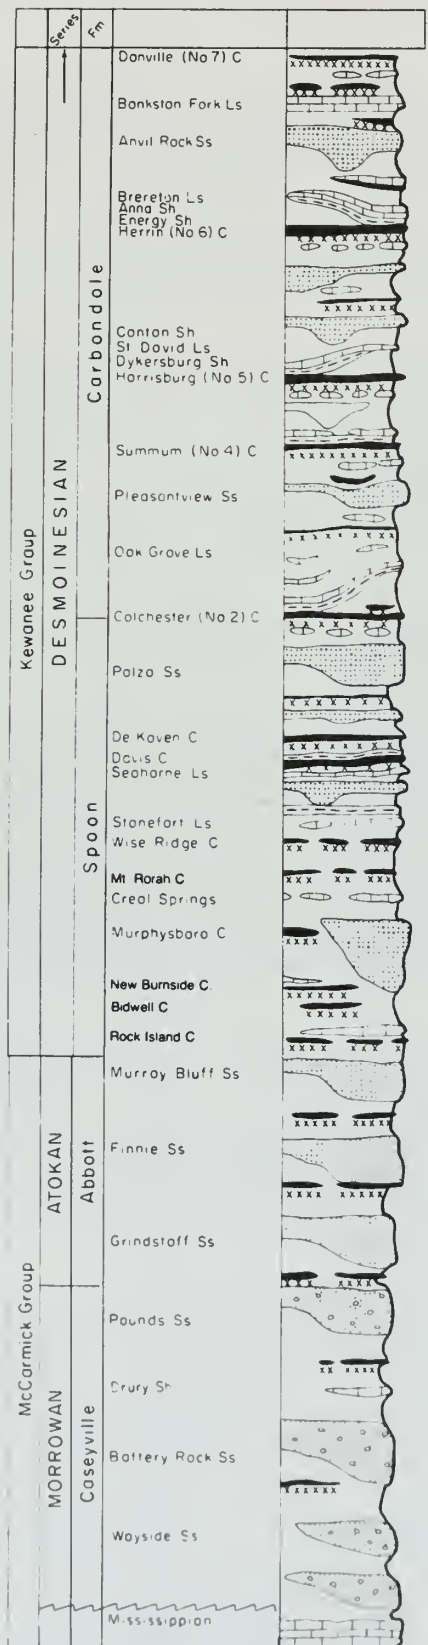 Series
Fm
Danville (No 7) C
Bankston Fork Ls
Anvil Rock Ss
Brereton Ls
Anna Sh
Energy Sh
Herrin (No 6) C
Carbondale
Canton Sh
St David Ls
Dykersburg Sh
Harrisburg (No 5) C
Summum (No 4) C
Pleasantview Ss
Oak Grove Ls
Colchester (No 2) C
Kewanee Group
DESMOINESIAN
Palzo Ss
De Koven C
Davis C
Seahorne Ls
Spoon
Stonefort Ls
Wise Ridge C
Mt Rorah C
Creal Springs
Murphysboro C
New Burnside C.
Bidwell C
Rock Island C
Murray Bluff Ss
ATOKAN
Abbott
Finnie Ss
Grindstaff Ss
McCormick Group
Pounds Ss
Drury Sh
MORROWAN
Caseyville
Battery Rock Ss
Wayside Ss
Mississippian